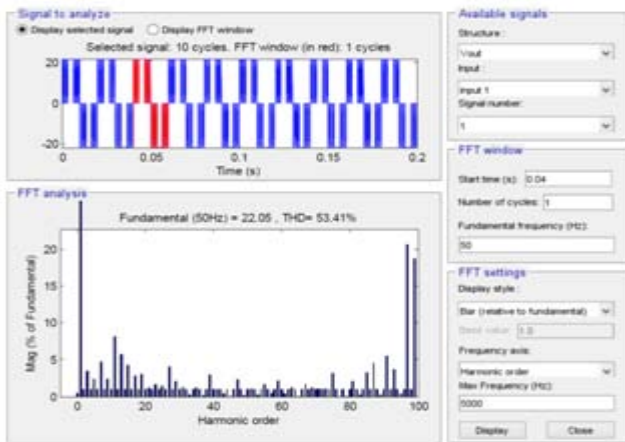 Signal to analyze
Display selected signal Display FFT window
Selected signal: 10 cycles. FFT window (in red): 1 cycles
20
0
-20
0 0.05 0.1 0.15 0.2
Time (s)
FFT analysis
Fundamental (50Hz) = 22.05 , THD= 53.41%
Mag (% of Fundamental)
20
15
10
5
0
0 20 40 60 80 100
Harmonic order
Available signals
Structure :
Vout
Input :
input 1
Signal number:
1
FFT window
Start time (s): 0.04
Number of cycles: 1
Fundamental frequency (Hz):
50
FFT settings
Display style :
Bar (relative to fundamental)
Base value: 1.0
Frequency axis:
Harmonic order
Max Frequency (Hz):
5000
Display Close